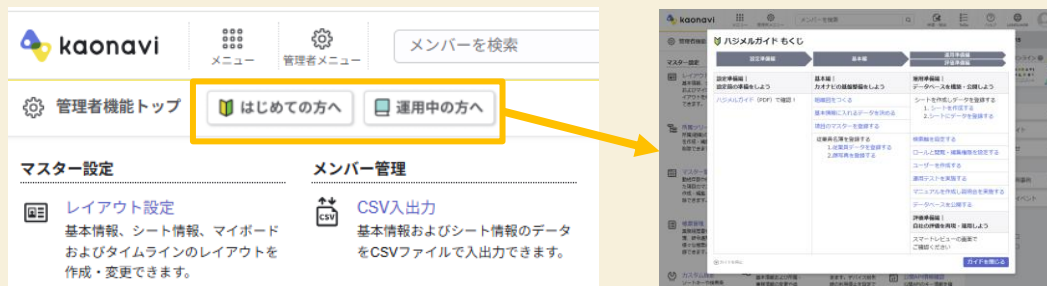 kaonavi
メニュー
管理者メニュー
メンバーを検索
管理者機能トップ
はじめての方へ
運用中の方へ
マスター設定
メンバー管理
レイアウト設定
基本情報、シート情報、マイボード
およびタイムラインのレイアウトを
作成・変更できます。
CSV入出力
基本情報およびシート情報のデータ
をCSVファイルで入出力できます。
kaonavi
メンバーを検索
ハジメルガイド もくじ
設定準備編
基本編
運用準備編
評価準備編
設定準備編|
設定前の準備をしよう
ハジメルガイド（PDF）で確認！
基本編|
カオナビの基盤整備をしよう
組織図をつくる
基本情報に入れるデータを決める
項目のマスターを登録する
従業員名簿を登録する
1.従業員データを登録する
2.顔写真を登録する
運用準備編|
データベースを構築・公開しよう
シートを作成しデータを登録する
1. シートを作成する
2.シートにデータを登録する
検索軸を設定する
ロールと閲覧・編集権限を設定する
ユーザーを作成する
運用テストを実施する
マニュアルを作成し説明会を実施する
データベースを公開する
評価準備編|
自社の評価を再現・運用しよう
スマートレビューの画面で
ご確認ください
ガイドを閉じる